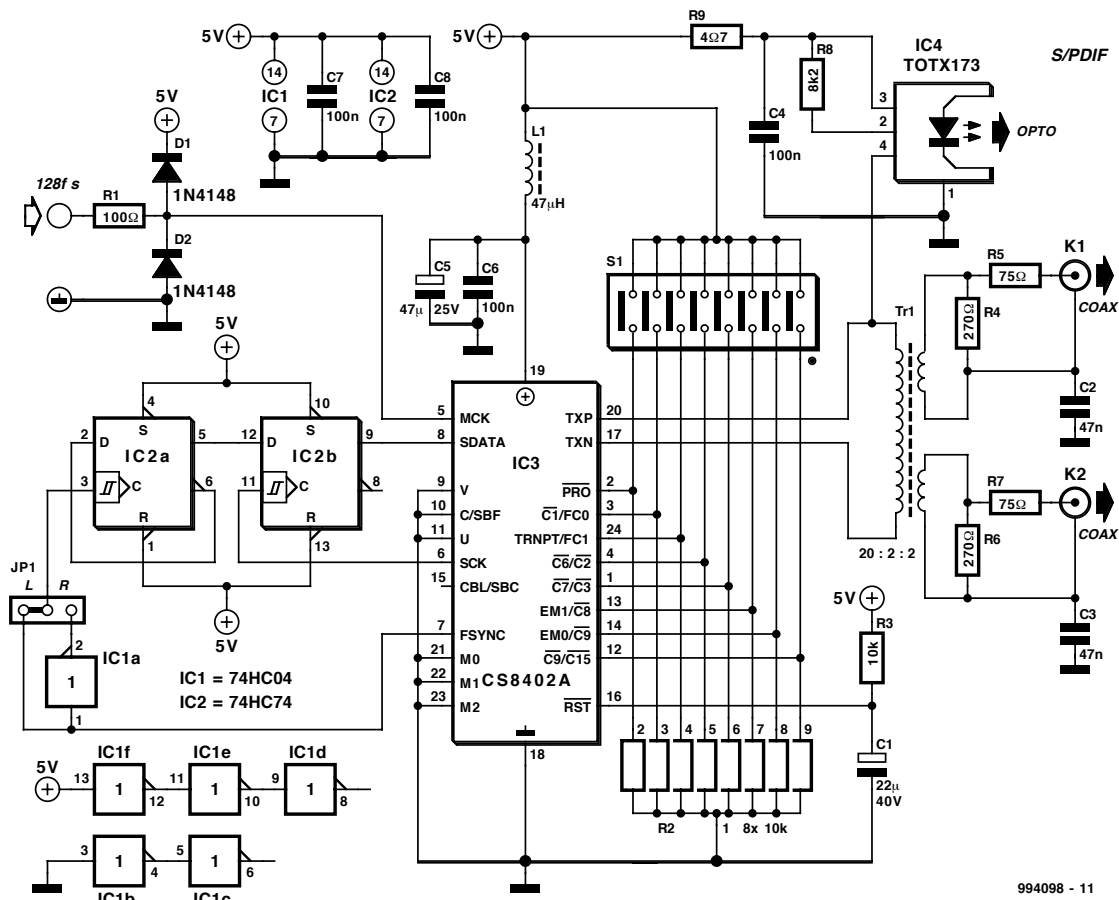 R9
5V
5V
4Ω7
IC4
TOTX173
S/PDIF
R8
8k2
14
C7
14
C8
IC1
IC2
100n
100n
7
7
5V
D1
1N4148
L1
47µH
C4
100n
3
2
4
1
OPTO
128f s
R1
100Ω
D2
1N4148
C5
C6
47µ
25V
100n
S1
R5
K1
75Ω
R4
270Ω
COAX
Tr1
C2
47n
5V
19
4
10
S
S
2
D
5
12
D
9
IC2a
IC2b
3
C
6
11
C
8
R
R
1
13
5V
5
MCK
TXP
20
8
SDATA
TXN
17
IC3
9
V
PRO
2
10
C/SBF
C1/FC0
3
11
U
TRNPT/FC1
24
6
SCK
C6/C2
4
15
CBL/SBC
C7/C3
1
EM1/C8
13
7
FSYNC
EM0/C9
14
21
M0
C9/C15
12
22
M1
CS8402A
23
M2
RST
16
18
K2
R7
75Ω
R6
270Ω
COAX
20 : 2 : 2
C3
47n
5V
R3
10k
JP1
L
R
2
IC1a
1
1
IC1 = 74HC04
IC2 = 74HC74
2
3
4
5
6
7
8
9
R2
1
8x
10k
C1
22µ
40V
IC1f
IC1e
IC1d
5V
13
1
12
11
1
10
9
1
8
3
1
4
5
1
6
IC1b
IC1c
994098 - 11